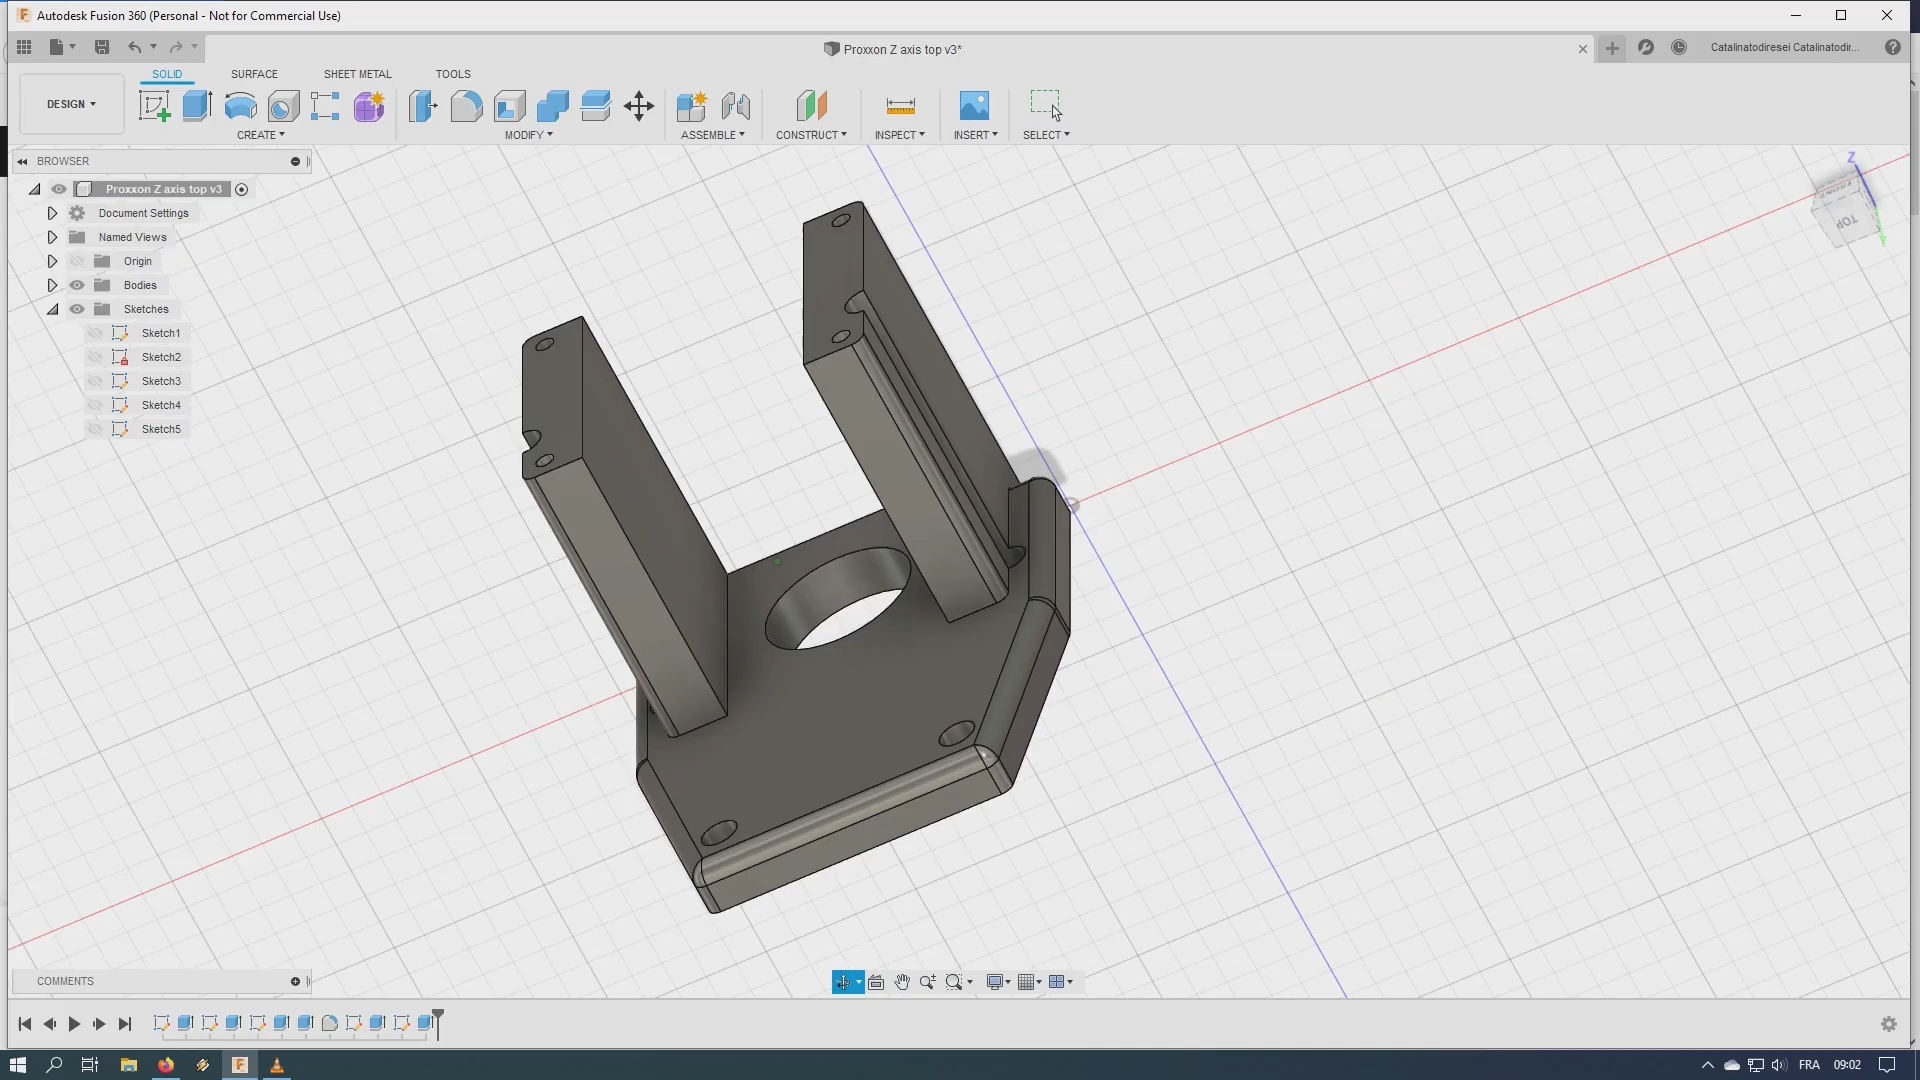 Autodesk Fusion 360 (Personal - Not for Commercial Use)
Proxxon Z axis top v3*
Catalinatodiresei Catalinatodir...
SOLID SURFACE SHEET METAL TOOLS
DESIGN
CREATE MODIFY ASSEMBLE CONSTRUCT INSPECT INSERT SELECT
BROWSER
Proxxon Z axis top v3
Document Settings
Named Views
Origin
Bodies
Sketches
Sketch1
Sketch2
Sketch3
Sketch4
Sketch5
Z
TOP
COMMENTS
FRA 09:02